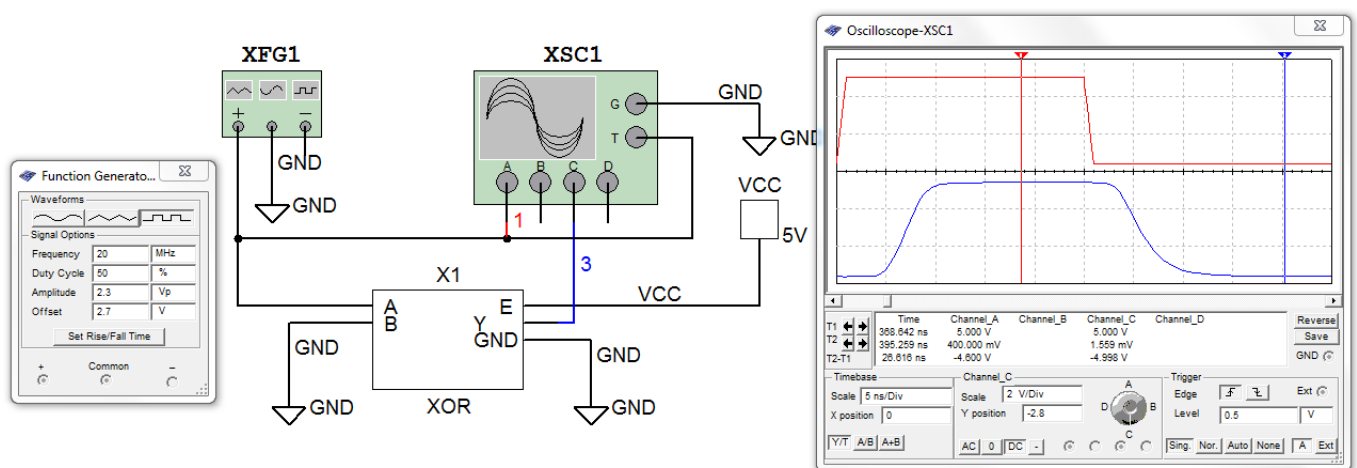 XFG1
+
−
GND
GND
Function Generato...
Waveforms
Signal Options
Frequency 20 MHz
Duty Cycle 50 %
Amplitude 2.3 Vp
Offset 2.7 V
Set Rise/Fall Time
+ Common −
XSC1
G
T
A B C D
GND
GND
1
3
VCC
5V
X1
A
B
E
Y
GND
XOR
VCC
GND
GND
GND
GND
Oscilloscope-XSC1
1
T1
T2
T2-T1
Time Channel_A Channel_B Channel_C Channel_D
368.642 ns 5.000 V 5.000 V
395.259 ns 400.000 mV 1.559 mV
26.616 ns -4.600 V -4.998 V
Reverse
Save
GND
Timebase
Scale 5 ns/Div
X position 0
Y/T A/B A+B
Channel_C
Scale 2 V/Div
Y position -2.8
AC 0 DC -
A
B
C
D
Trigger
Edge
Ext
Level 0.5 V
Sing. Nor. Auto None A Ext